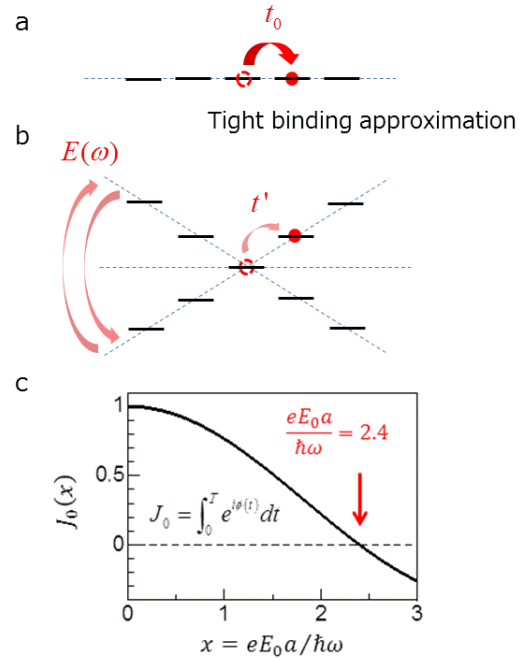 a
t₀
Tight binding approximation
b
E(ω)
t'
c
J₀(x)
1
0.5
0
eE₀a/ħω = 2.4
J₀ = ∫₀ᵀ e^{iϕ(t)} dt
0 1 2 3
x = eE₀a/ħω